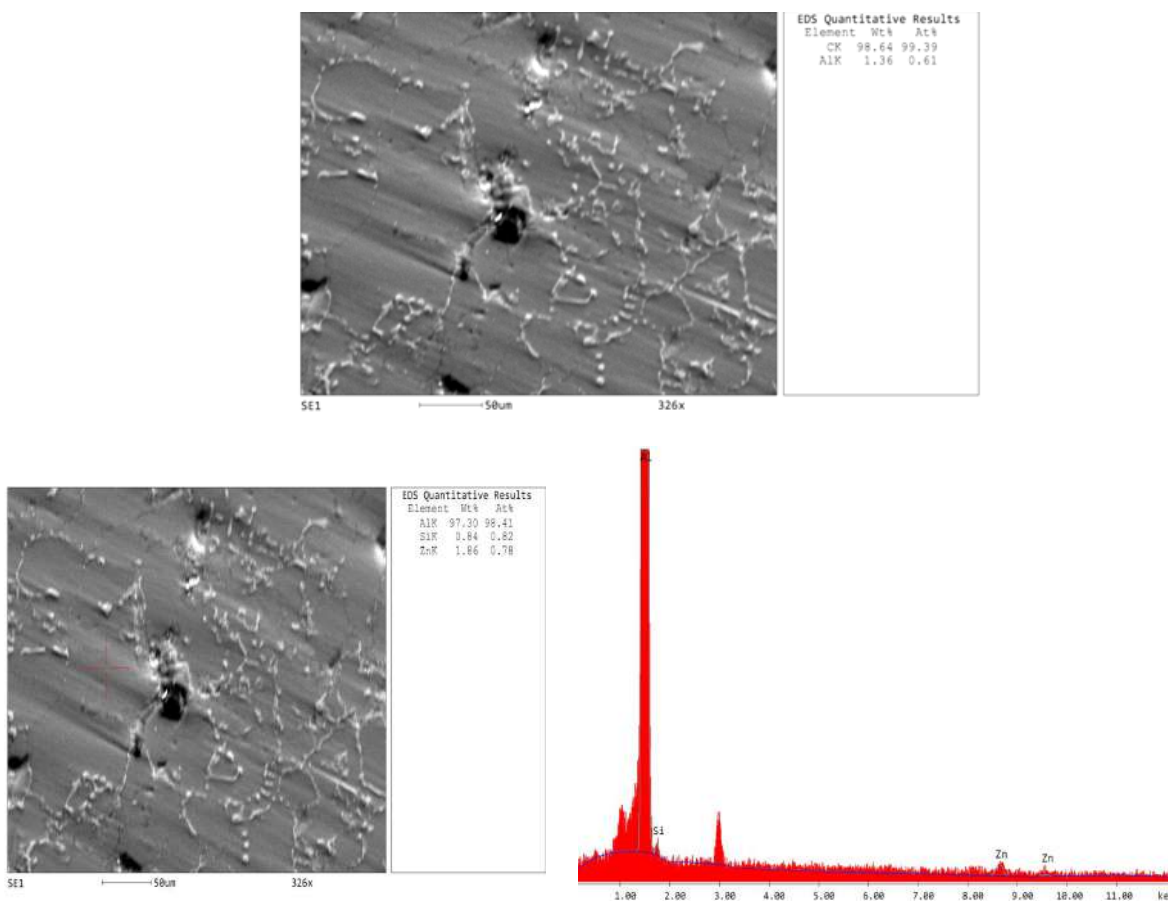 EDS Quantitative Results
Element Wt% At%
CK 98.64 99.39
AlK 1.36 0.61
SE1 50um 326x
EDS Quantitative Results
Element Wt% At%
AlK 97.30 98.41
SiK 0.84 0.82
ZnK 1.86 0.78
SE1 50um 326x
Al
Si
Zn Zn
1.00 2.00 3.00 4.00 5.00 6.00 7.00 8.00 9.00 10.00 11.00 ke